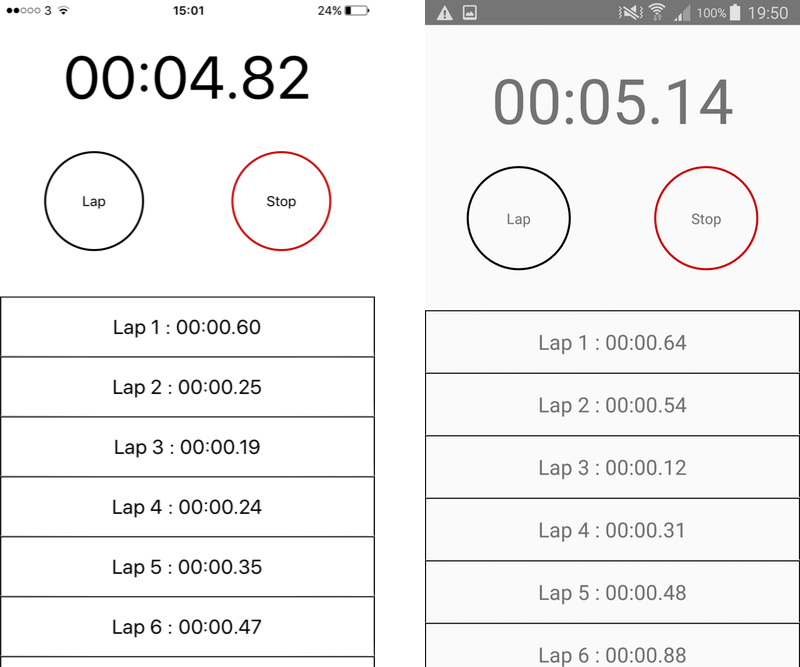 3 15:01 24%
00:04.82
Lap Stop
Lap 1 : 00:00.60
Lap 2 : 00:00.25
Lap 3 : 00:00.19
Lap 4 : 00:00.24
Lap 5 : 00:00.35
Lap 6 : 00:00.47
100% 19:50
00:05.14
Lap Stop
Lap 1 : 00:00.64
Lap 2 : 00:00.54
Lap 3 : 00:00.12
Lap 4 : 00:00.31
Lap 5 : 00:00.48
Lap 6 : 00:00.88